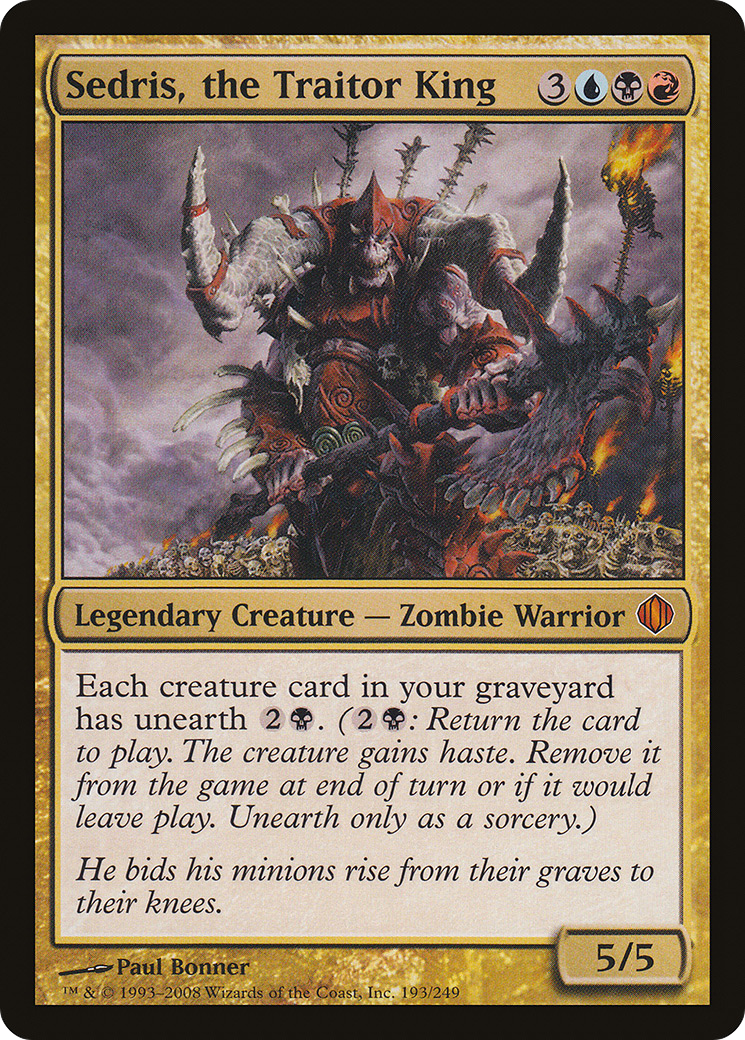 Sedris, the Traitor King 3
Legendary Creature — Zombie Warrior
Each creature card in your graveyard
has unearth 2. (2: Return the card
to play. The creature gains haste. Remove it
from the game at end of turn or if it would
leave play. Unearth only as a sorcery.)
He bids his minions rise from their graves to
their knees.
5/5
Paul Bonner
™ & © 1993–2008 Wizards of the Coast, Inc. 193/249